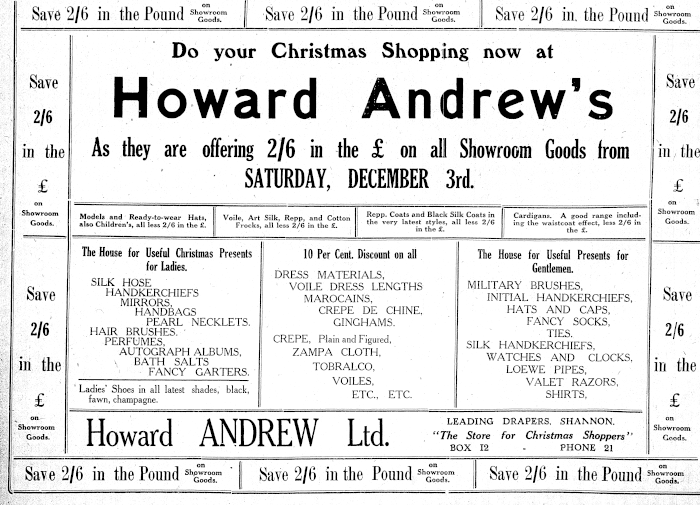 Save 2/6 in the Pound on Showroom Goods.
Save 2/6 in the Pound on Showroom Goods.
Save 2/6 in the Pound on Showroom Goods.
Save
2/6
in the
£
on
Showroom
Goods.
Save
2/6
in the
£
on
Showroom
Goods.
Do your Christmas Shopping now at
Howard Andrew's
As they are offering 2/6 in the £ on all Showroom Goods from
SATURDAY, DECEMBER 3rd.
Models and Ready-to-wear Hats,
also Children's, all less 2/6 in the £.
Voile, Art Silk, Repp, and Cotton
Frocks, all less 2/6 in the £.
Repp. Coats and Black Silk Coats in
the very latest styles, all less 2/6
in the £.
Cardigans. A good range includ-
ing the waistcoat effect, less 2/6 in
the £.
The House for Useful Christmas Presents
for Ladies.
SILK HOSE
HANDKERCHIEFS
MIRRORS,
HANDBAGS
PEARL NECKLETS.
HAIR BRUSHES.
PERFUMES,
AUTOGRAPH ALBUMS,
BATH SALTS
FANCY GARTERS.
Ladies' Shoes in all latest shades, black,
fawn, champagne.
10 Per Cent. Discount on all
DRESS MATERIALS,
VOILE DRESS LENGTHS
MAROCAINS,
CREPE DE CHINE,
GINGHAMS.
CREPE, Plain and Figured,
ZAMPA CLOTH,
TOBRALCO,
VOILES,
ETC., ETC.
The House for Useful Presents for
Gentlemen.
MILITARY BRUSHES,
INITIAL HANDKERCHIEFS,
HATS AND CAPS,
FANCY SOCKS,
TIES.
SILK HANDKERCHIEFS,
WATCHES AND CLOCKS,
LOEWE PIPES,
VALET RAZORS,
SHIRTS,
Howard ANDREW Ltd.
LEADING DRAPERS, SHANNON,
"The Store for Christmas Shoppers"
BOX 12 - PHONE 21
Save
2/6
in the
£
on
Showroom
Goods.
Save
2/6
in the
£
on
Showroom
Goods.
Save 2/6 in the Pound on Showroom Goods.
Save 2/6 in the Pound on Showroom Goods.
Save 2/6 in the Pound on Showroom Goods.